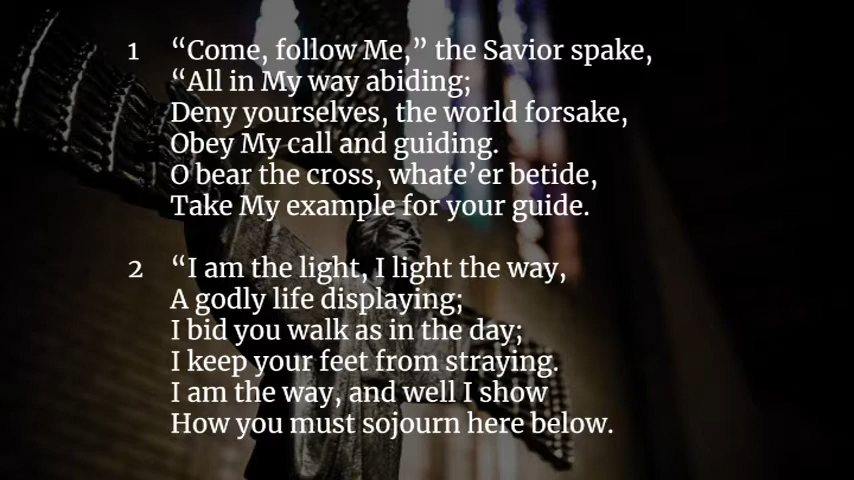 1 “Come, follow Me,” the Savior spake,
“All in My way abiding;
Deny yourselves, the world forsake,
Obey My call and guiding.
O bear the cross, whate’er betide,
Take My example for your guide.
2 “I am the light, I light the way,
A godly life displaying;
I bid you walk as in the day;
I keep your feet from straying.
I am the way, and well I show
How you must sojourn here below.